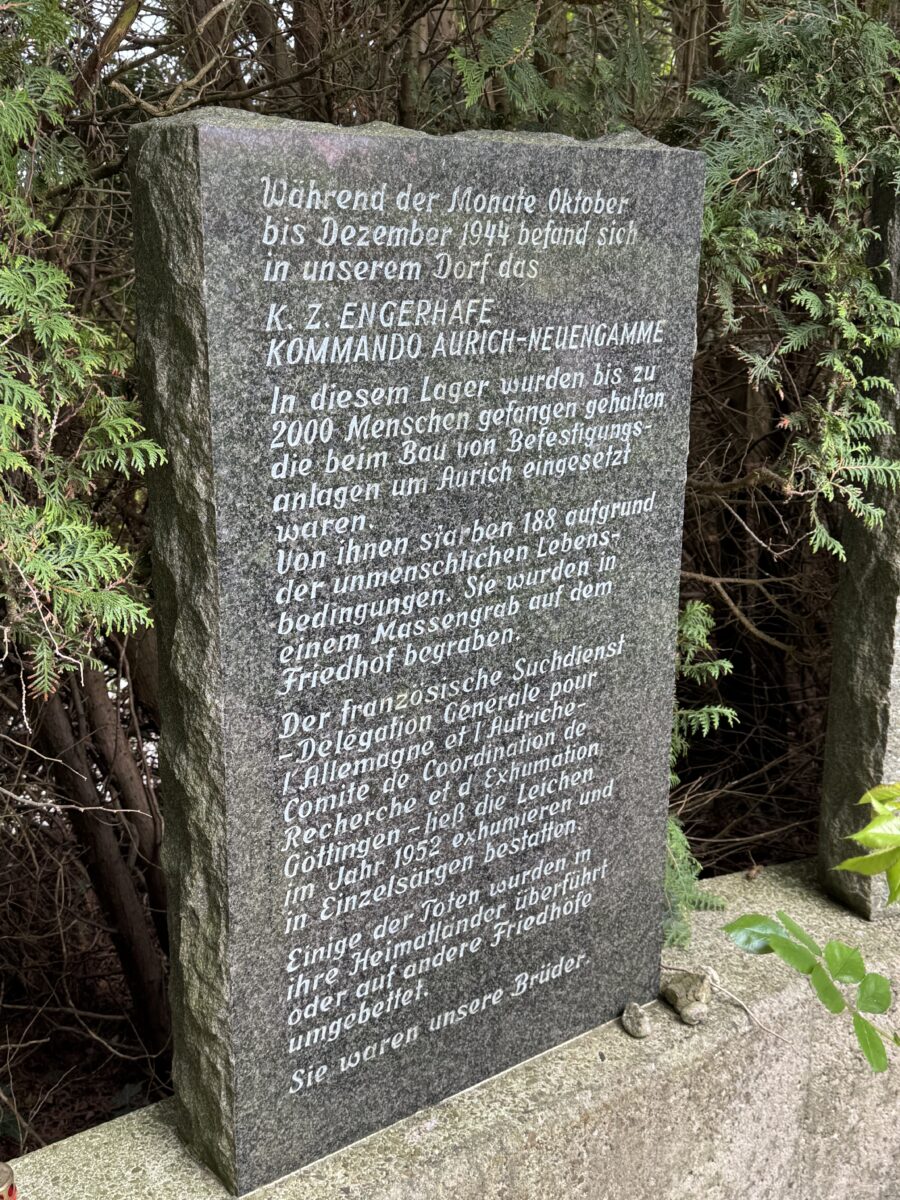 Während der Monate Oktober
bis Dezember 1944 befand sich
in unserem Dorf das
K. Z. ENGERHAFE
KOMMANDO AURICH-NEUENGAMME
In diesem Lager wurden bis zu
2000 Menschen gefangen gehalten
die beim Bau von Befestigungs-
anlagen um Aurich eingesetzt
waren.
Von ihnen starben 188 aufgrund
der unmenschlichen Lebens-
bedingungen. Sie wurden in
einem Massengrab auf dem
Friedhof begraben.
Der französische Suchdienst
-Delegation Generale pour
l'Allemagne et l'Autriche-
Comite de Coordination de
Recherche et d'Exhumation
Göttingen - ließ die Leichen
im Jahr 1952 exhumieren und
in Einzelsärgen bestatten.
Einige der Toten wurden in
ihre Heimatländer überführt
oder auf andere Friedhöfe
umgebettet.
Sie waren unsere Brüder.